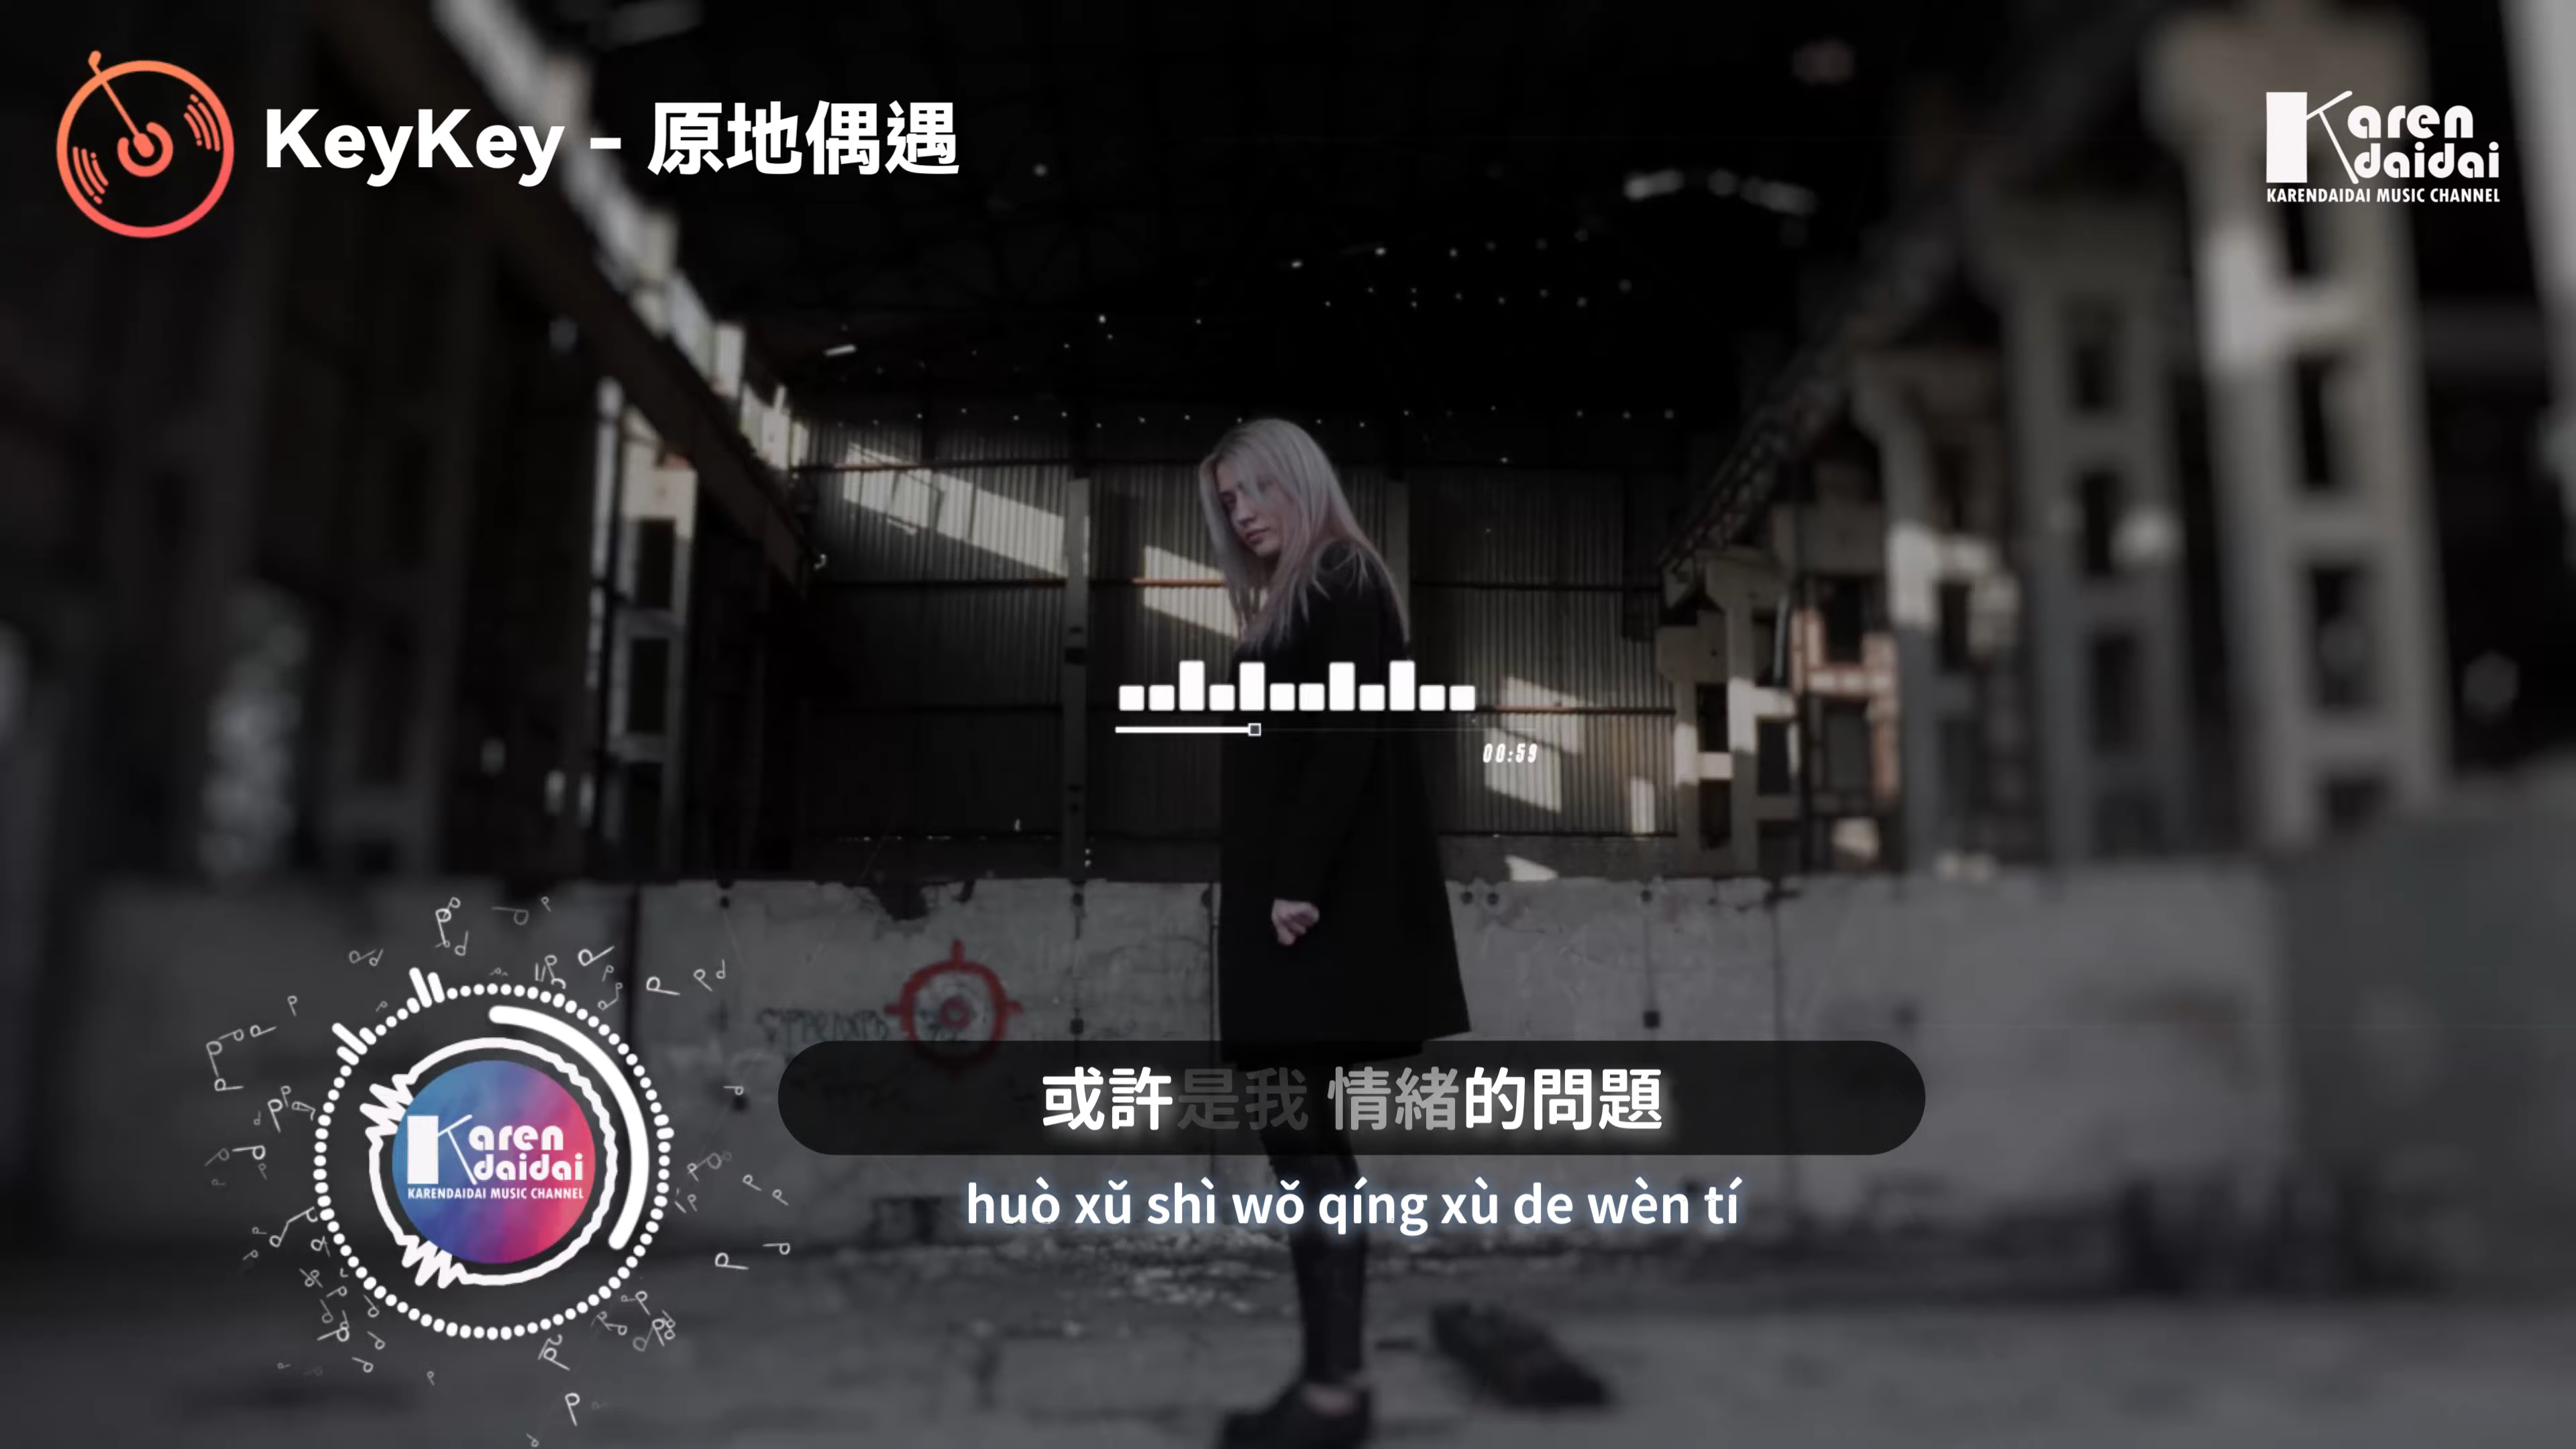 KeyKey - 原地偶遇
Karen
daidai
KARENDAIDAI MUSIC CHANNEL
00:59
或許是我 情緒的問題
huò xǔ shì wǒ qíng xù de wèn tí
Karen
daidai
KARENDAIDAI MUSIC CHANNEL